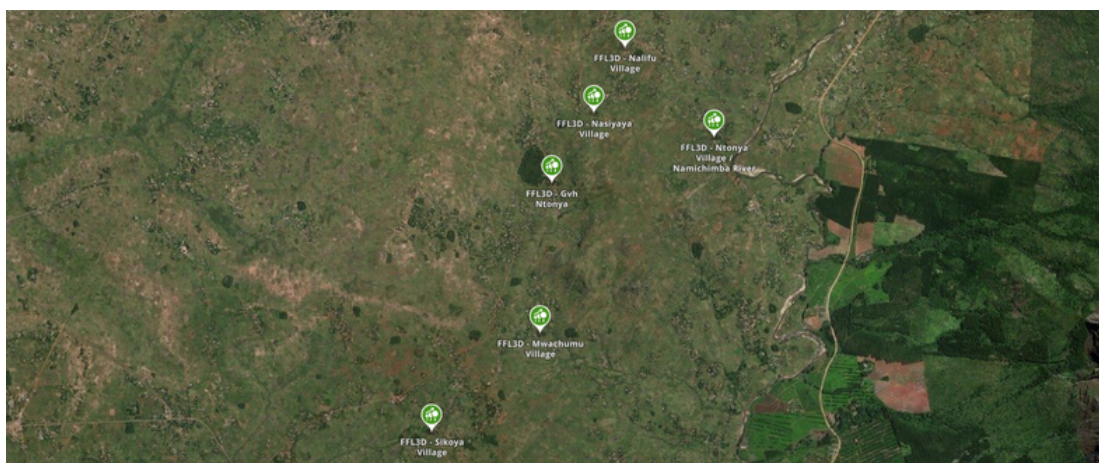 FFL3D - Nalifu
Village
FFL3D - Nasiyaya
Village
FFL3D - Ntonya
Village /
Namichimba River
FFL3D - Gvh
Ntonya
FFL3D - Mwachumu
Village
FFL3D - Sikoya
Village